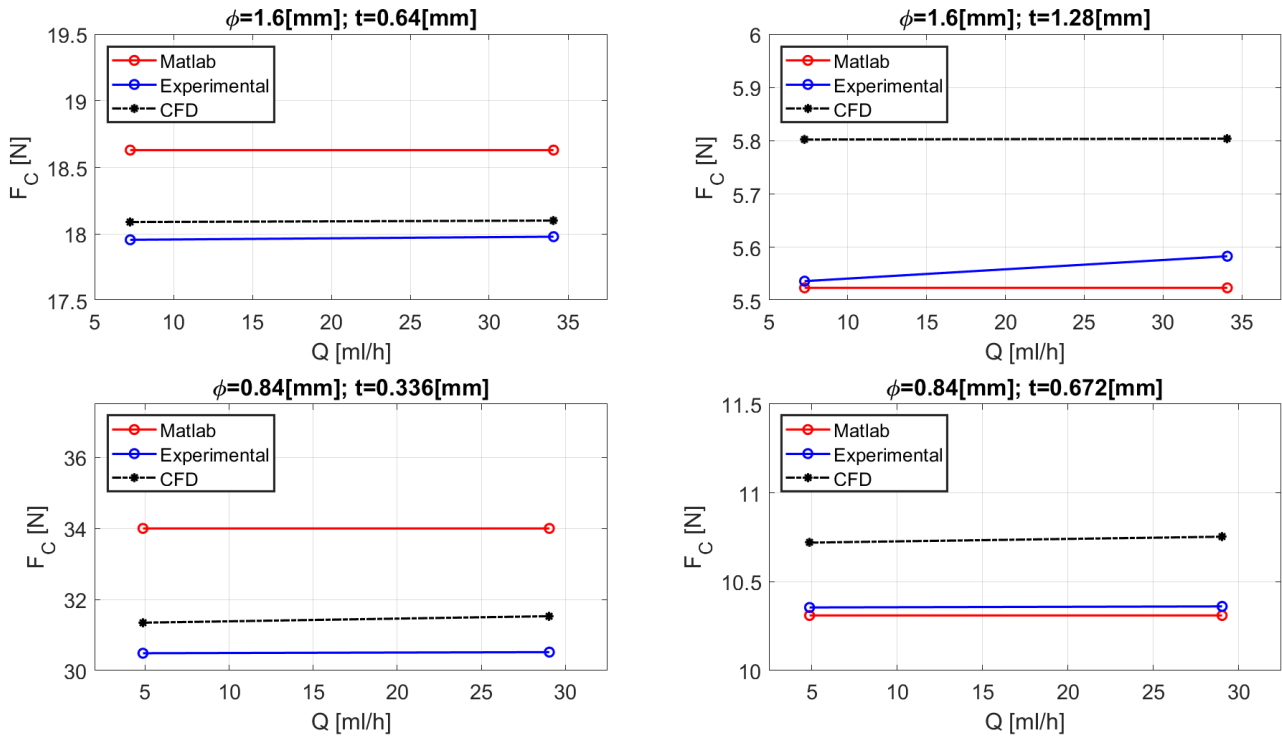 ϕ=1.6[mm]; t=0.64[mm]
19.5
19
18.5
18
17.5
F_C [N]
Matlab
Experimental
CFD
5 10 15 20 25 30 35
Q [ml/h]
ϕ=1.6[mm]; t=1.28[mm]
6
5.9
5.8
5.7
5.6
5.5
F_C [N]
Matlab
Experimental
CFD
5 10 15 20 25 30 35
Q [ml/h]
ϕ=0.84[mm]; t=0.336[mm]
36
34
32
30
F_C [N]
Matlab
Experimental
CFD
5 10 15 20 25 30
Q [ml/h]
ϕ=0.84[mm]; t=0.672[mm]
11.5
11
10.5
10
F_C [N]
Matlab
Experimental
CFD
5 10 15 20 25 30
Q [ml/h]